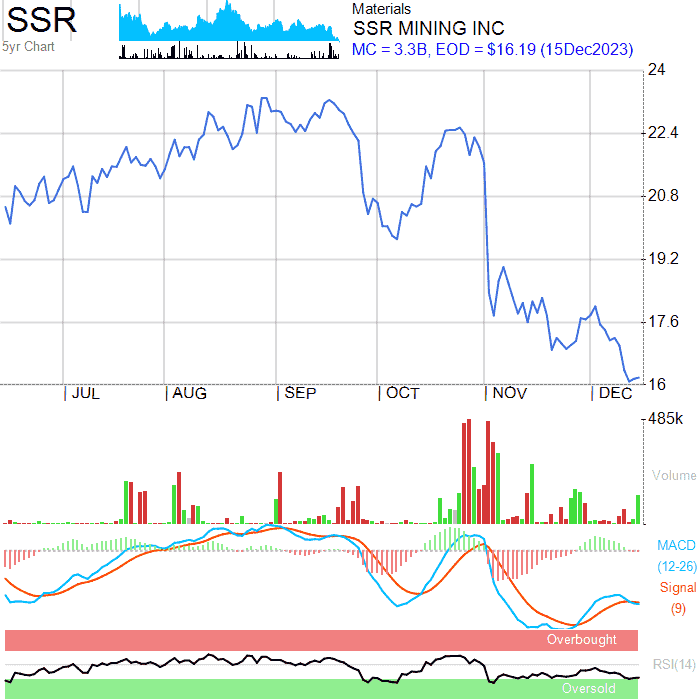 SSR
5yr Chart
Materials
SSR MINING INC
MC = 3.3B, EOD = $16.19 (15Dec2023)
24
22.4
20.8
19.2
17.6
16
JUL AUG SEP OCT NOV DEC
485k
Volume
MACD
(12-26)
Signal
(9)
Overbought
RSI(14)
Oversold